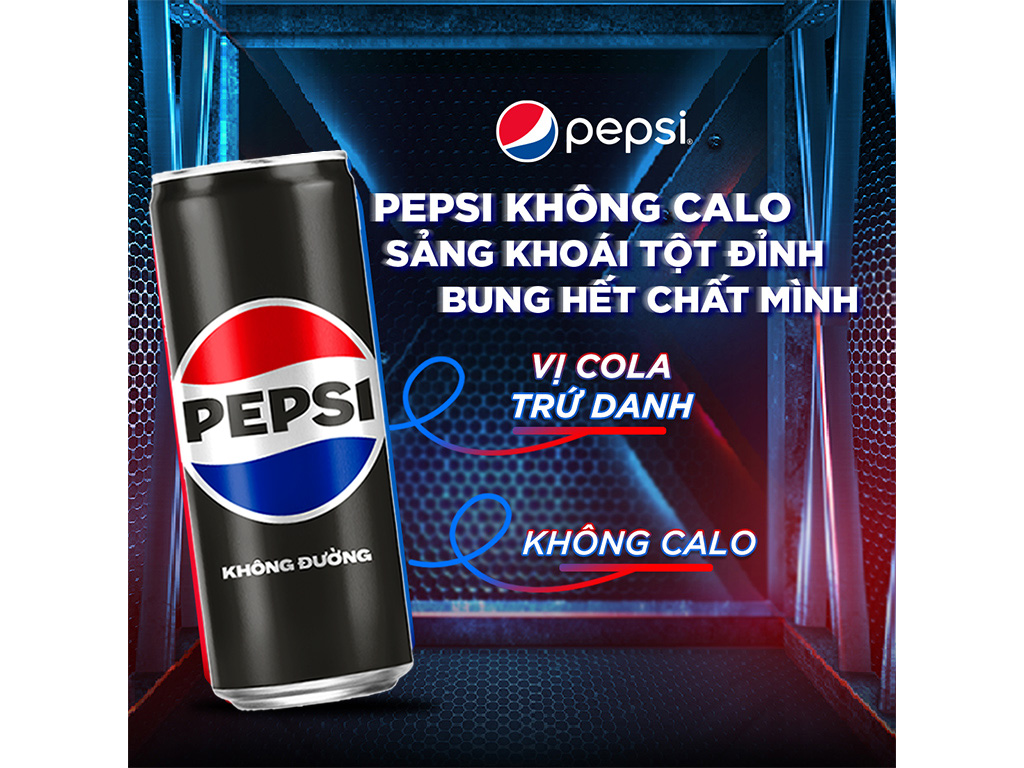 pepsi
PEPSI KHÔNG CALO
SẢNG KHOÁI TỘT ĐỈNH
BUNG HẾT CHẤT MÌNH
VỊ COLA
TRỨ DANH
PEPSI
KHÔNG CALO
KHÔNG ĐƯỜNG